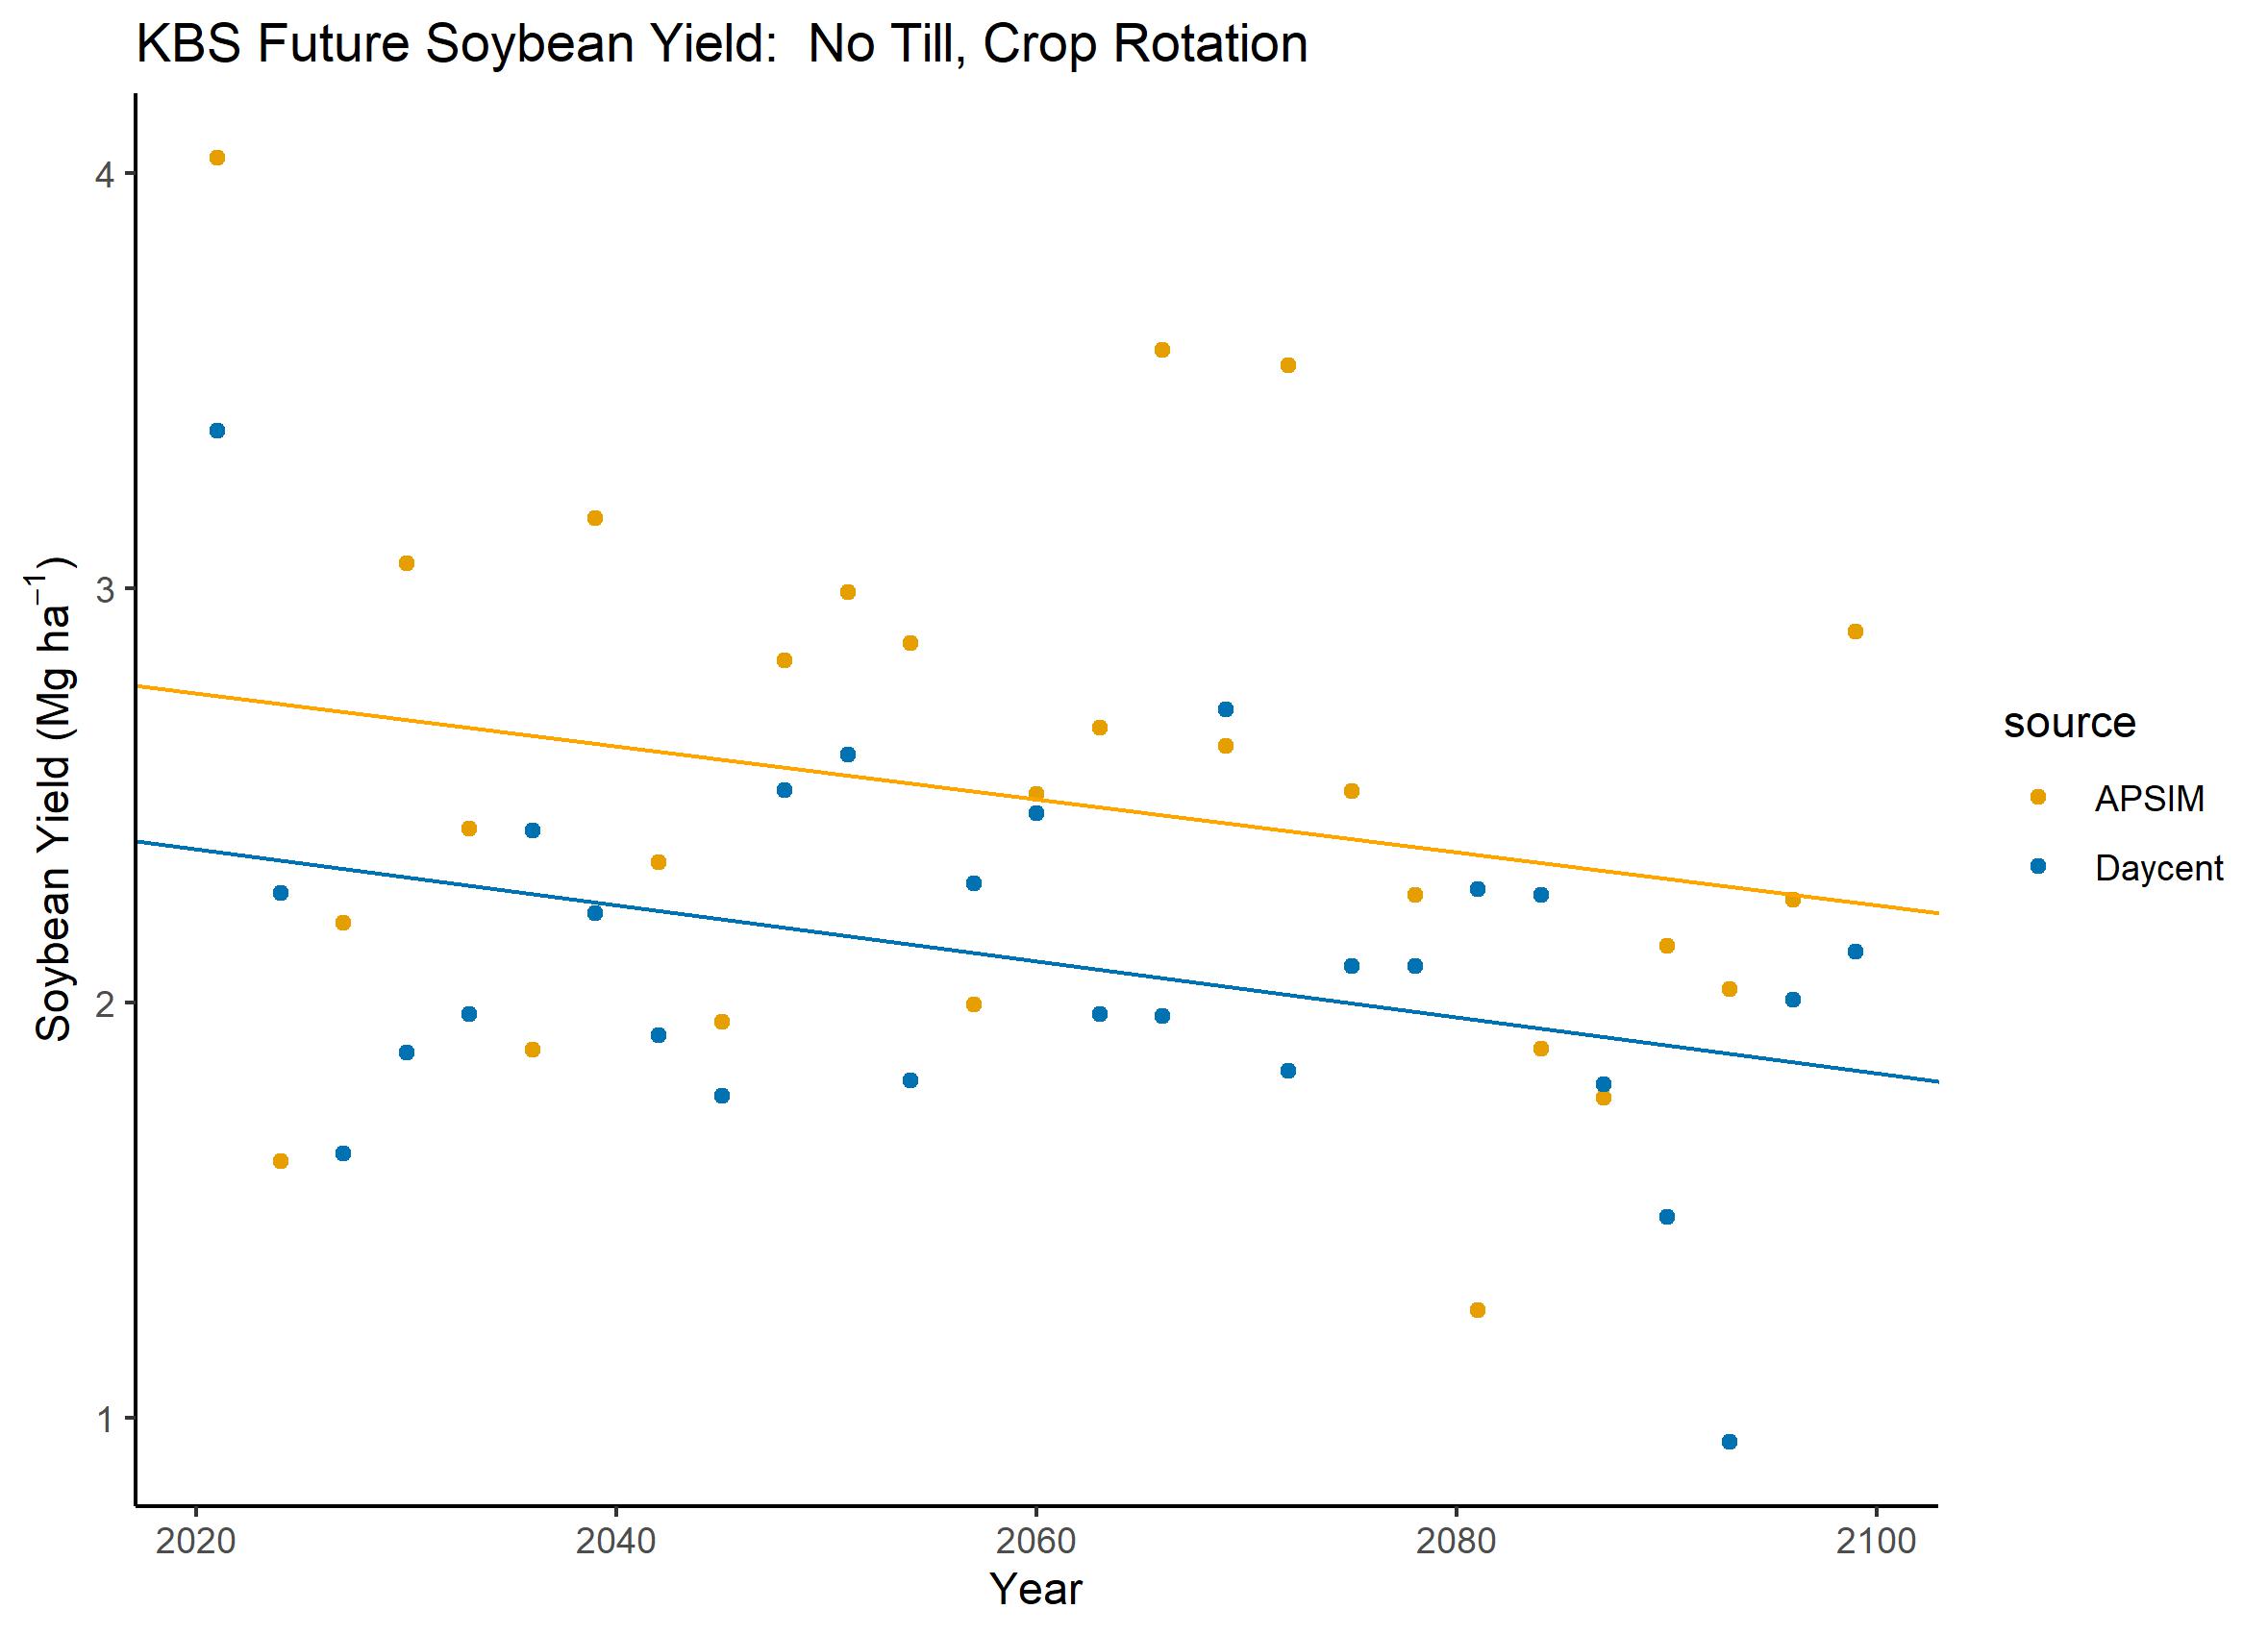 KBS Future Soybean Yield:  No Till, Crop Rotation
Soybean Yield (Mg ha⁻¹)
4
3
2
1
2020 2040 2060 2080 2100
Year
source
APSIM
Daycent